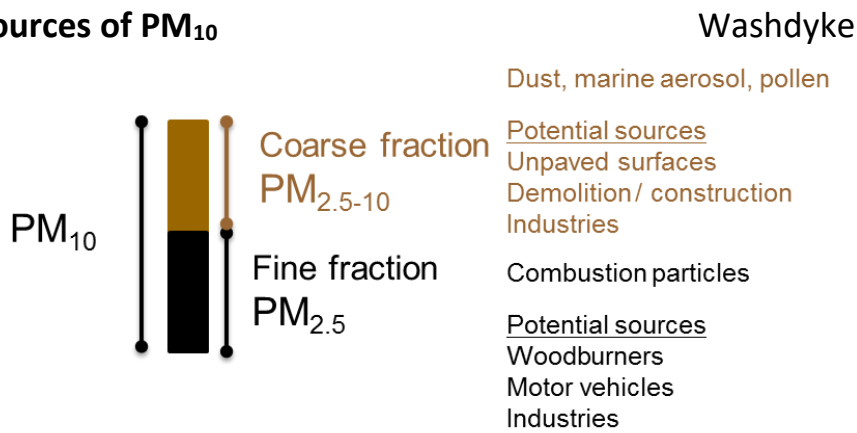 ources of PM₁₀
Washdyke
Dust, marine aerosol, pollen
Coarse fraction
PM₂.₅₋₁₀
Potential sources
Unpaved surfaces
Demolition / construction
Industries
PM₁₀
Fine fraction
PM₂.₅
Combustion particles
Potential sources
Woodburners
Motor vehicles
Industries